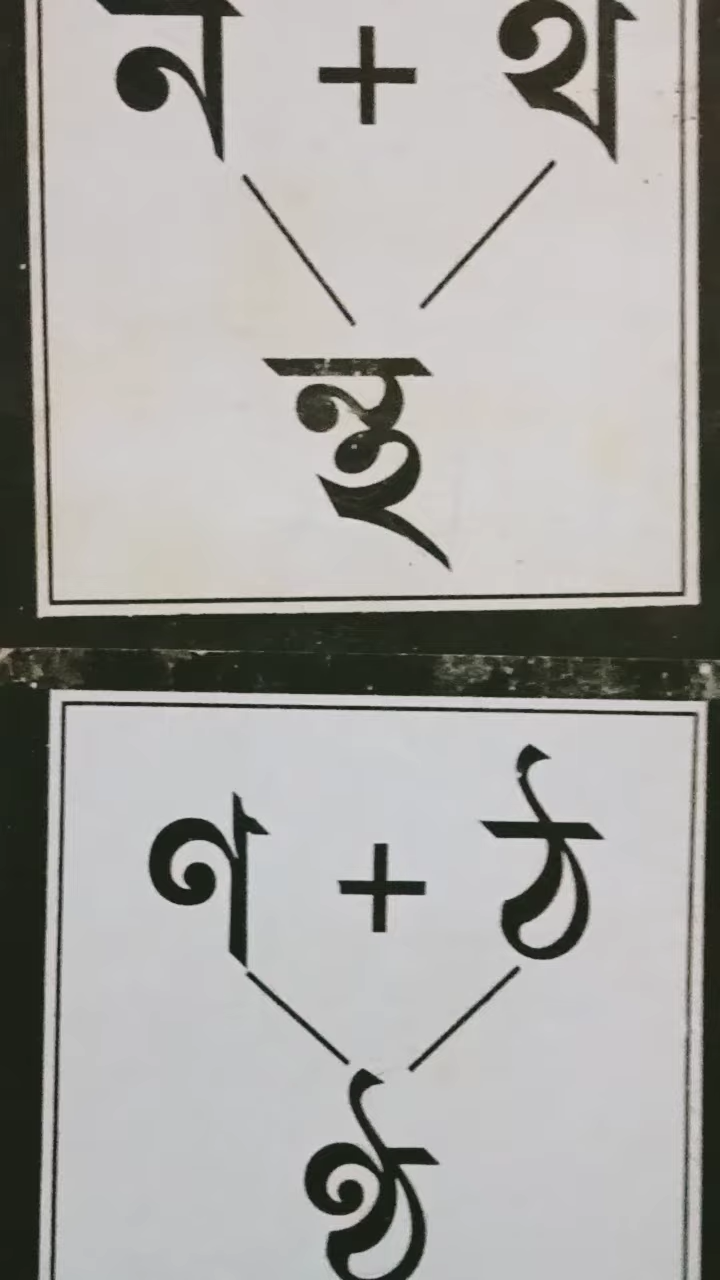 ন + থ
ন্থ
ণ + ঠ
ণ্ঠ